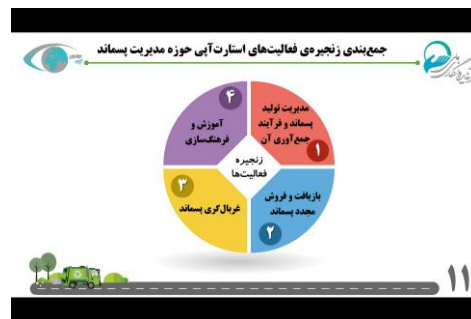 جمع‌بندی زنجیره‌ی فعالیت‌های استارت‌آپی حوزه مدیریت پسماند
۱
مدیریت تولید
پسماند و فرآیند
جمع‌آوری آن
۲
بازیافت و فروش
مجدد پسماند
۳
غربال‌گری پسماند
۴
آموزش و
فرهنگ‌سازی
زنجیره
فعالیت‌ها
۱۱